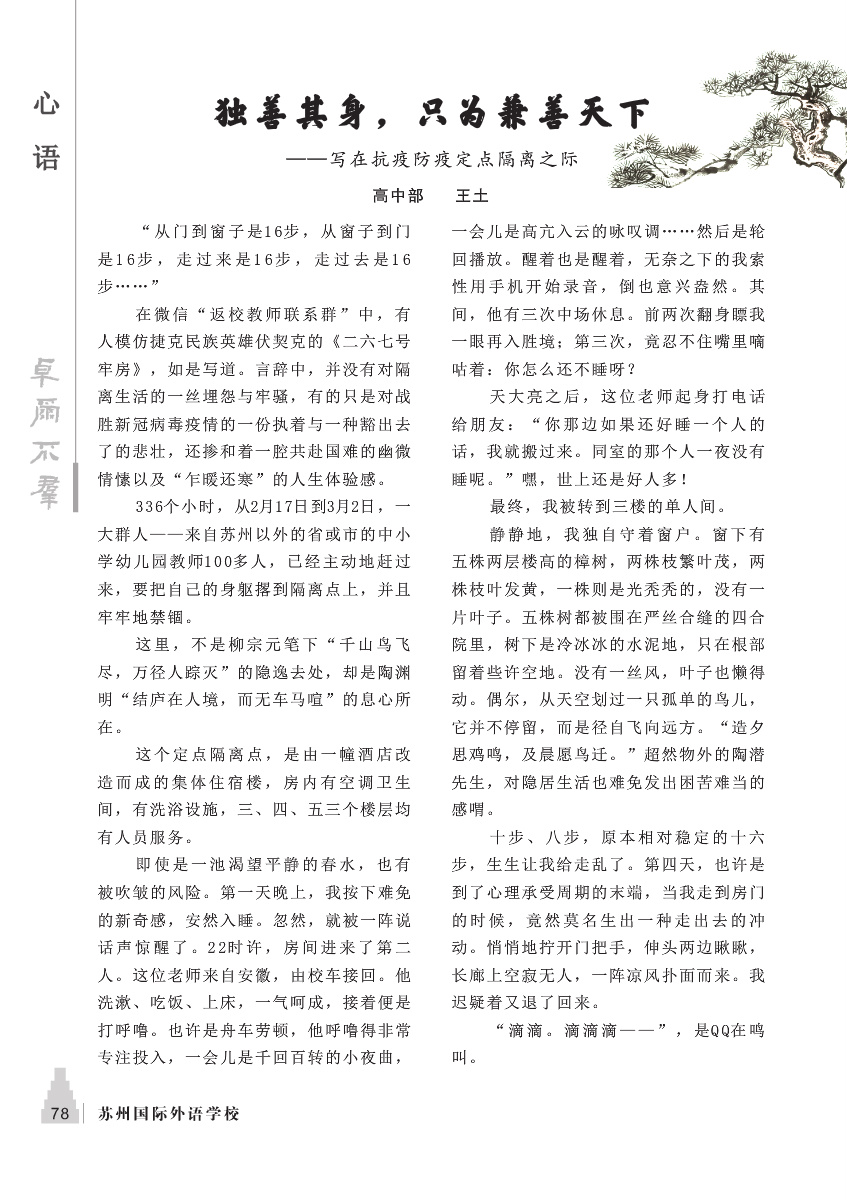 心
语
卓尔不群
独善其身，只为兼善天下
——写在抗疫防疫定点隔离之际
高中部　　王土
“从门到窗子是16步，从窗子到门
是16步，走过来是16步，走过去是16
步……”
在微信“返校教师联系群”中，有
人模仿捷克民族英雄伏契克的《二六七号
牢房》，如是写道。言辞中，并没有对隔
离生活的一丝埋怨与牢骚，有的只是对战
胜新冠病毒疫情的一份执着与一种豁出去
了的悲壮，还掺和着一腔共赴国难的幽微
情愫以及“乍暖还寒”的人生体验感。
336个小时，从2月17日到3月2日，一
大群人——来自苏州以外的省或市的中小
学幼儿园教师100多人，已经主动地赶过
来，要把自己的身躯撂到隔离点上，并且
牢牢地禁锢。
这里，不是柳宗元笔下“千山鸟飞
尽，万径人踪灭”的隐逸去处，却是陶渊
明“结庐在人境，而无车马喧”的息心所
在。
这个定点隔离点，是由一幢酒店改
造而成的集体住宿楼，房内有空调卫生
间，有洗浴设施，三、四、五三个楼层均
有人员服务。
即使是一池渴望平静的春水，也有
被吹皱的风险。第一天晚上，我按下难免
的新奇感，安然入睡。忽然，就被一阵说
话声惊醒了。22时许，房间进来了第二
人。这位老师来自安徽，由校车接回。他
洗漱、吃饭、上床，一气呵成，接着便是
打呼噜。也许是舟车劳顿，他呼噜得非常
专注投入，一会儿是千回百转的小夜曲，
一会儿是高亢入云的咏叹调……然后是轮
回播放。醒着也是醒着，无奈之下的我索
性用手机开始录音，倒也意兴盎然。其
间，他有三次中场休息。前两次翻身瞟我
一眼再入胜境；第三次，竟忍不住嘴里嘀
咕着：你怎么还不睡呀？
天大亮之后，这位老师起身打电话
给朋友：“你那边如果还好睡一个人的
话，我就搬过来。同室的那个人一夜没有
睡呢。”嘿，世上还是好人多！
最终，我被转到三楼的单人间。
静静地，我独自守着窗户。窗下有
五株两层楼高的樟树，两株枝繁叶茂，两
株枝叶发黄，一株则是光秃秃的，没有一
片叶子。五株树都被围在严丝合缝的四合
院里，树下是冷冰冰的水泥地，只在根部
留着些许空地。没有一丝风，叶子也懒得
动。偶尔，从天空划过一只孤单的鸟儿，
它并不停留，而是径自飞向远方。“造夕
思鸡鸣，及晨愿鸟迁。”超然物外的陶潜
先生，对隐居生活也难免发出困苦难当的
感喟。
十步、八步，原本相对稳定的十六
步，生生让我给走乱了。第四天，也许是
到了心理承受周期的末端，当我走到房门
的时候，竟然莫名生出一种走出去的冲
动。悄悄地拧开门把手，伸头两边瞅瞅，
长廊上空寂无人，一阵凉风扑面而来。我
迟疑着又退了回来。
“滴滴。滴滴滴——”，是QQ在鸣
叫。
78
苏州国际外语学校